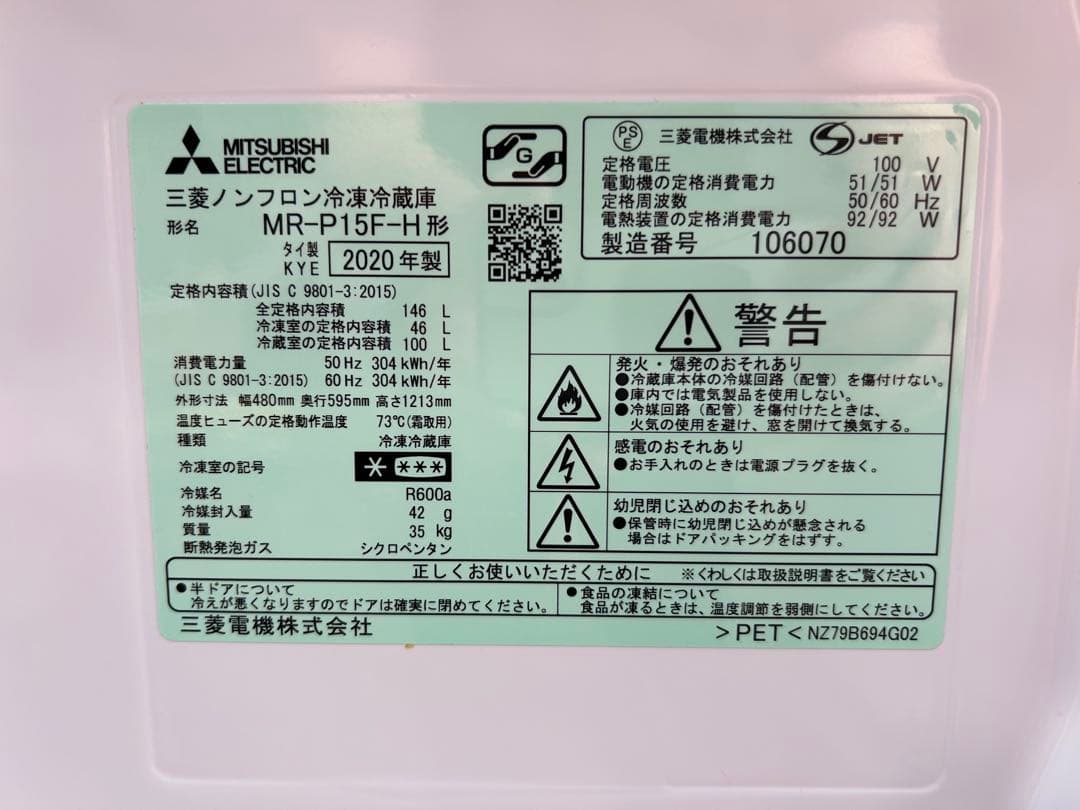 MITSUBISHI
ELECTRIC
三菱ノンフロン冷凍冷蔵庫
形名 MR-P15F-H形
タイ製
KYE 2020年製
定格内容積(JIS C 9801-3:2015)
全定格内容積 146 L
冷凍室の定格内容積 46 L
冷蔵室の定格内容積 100 L
消費電力量 50 Hz 304 kWh/年
(JIS C 9801-3:2015) 60 Hz 304 kWh/年
外形寸法 幅480mm 奥行595mm 高さ1213mm
温度ヒューズの定格動作温度 73℃(霜取用)
種類 冷凍冷蔵庫
冷凍室の記号 * ***
冷媒名 R600a
冷媒封入量 42 g
質量 35 kg
断熱発泡ガス シクロペンタン
G
PS
E 三菱電機株式会社 S JET
定格電圧 100 V
電動機の定格消費電力 51/51 W
定格周波数 50/60 Hz
電熱装置の定格消費電力 92/92 W
製造番号 106070
警告
発火・爆発のおそれあり
●冷蔵庫本体の冷媒回路(配管)を傷付けない。
●庫内では電気製品を使用しない。
●冷媒回路(配管)を傷付けたときは、
火気の使用を避け、窓を開けて換気する。
感電のおそれあり
●お手入れのときは電源プラグを抜く。
幼児閉じ込めのおそれあり
●保管時に幼児閉じ込めが懸念される
場合はドアパッキングをはずす。
正しくお使いいただくために ※くわしくは取扱説明書をご覧ください
●半ドアについて
冷えが悪くなりますのでドアは確実に閉めてください。
●食品の凍結について
食品が凍るときは、温度調節を弱側にしてください。
三菱電機株式会社
>PET< NZ79B694G02